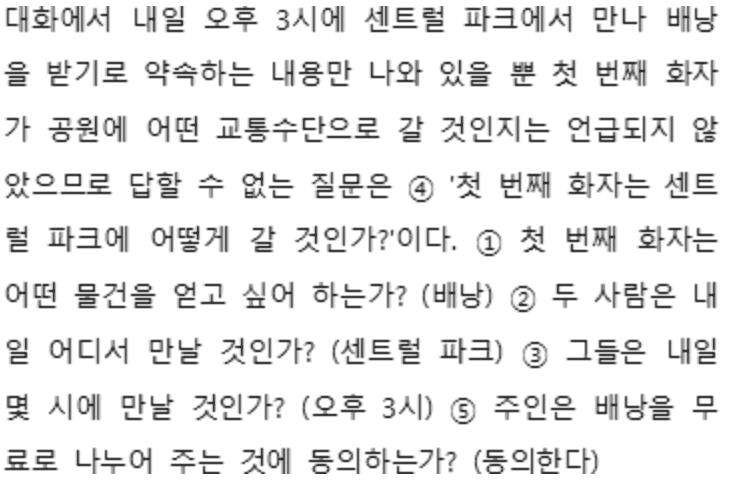 대화에서 내일 오후 3시에 센트럴 파크에서 만나 배낭
을 받기로 약속하는 내용만 나와 있을 뿐 첫 번째 화자
가 공원에 어떤 교통수단으로 갈 것인지는 언급되지 않
았으므로 답할 수 없는 질문은 ④ '첫 번째 화자는 센트
럴 파크에 어떻게 갈 것인가?'이다. ① 첫 번째 화자는
어떤 물건을 얻고 싶어 하는가? (배낭) ② 두 사람은 내
일 어디서 만날 것인가? (센트럴 파크) ③ 그들은 내일
몇 시에 만날 것인가? (오후 3시) ⑤ 주인은 배낭을 무
료로 나누어 주는 것에 동의하는가? (동의한다)